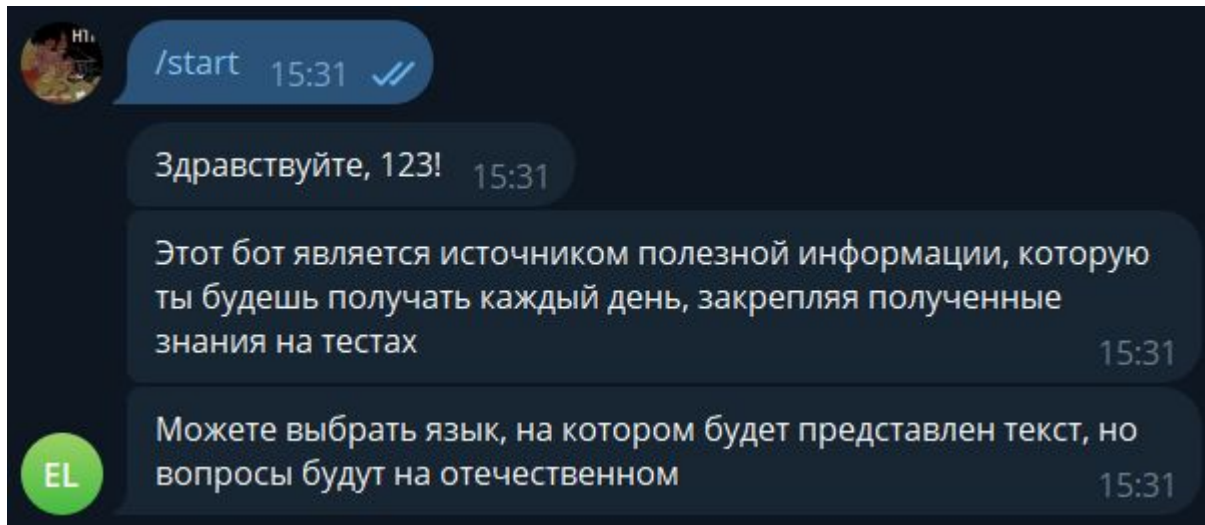 /start 15:31
Здравствуйте, 123! 15:31
Этот бот является источником полезной информации, которую
ты будешь получать каждый день, закрепляя полученные
знания на тестах 15:31
Можете выбрать язык, на котором будет представлен текст, но
вопросы будут на отечественном 15:31
EL